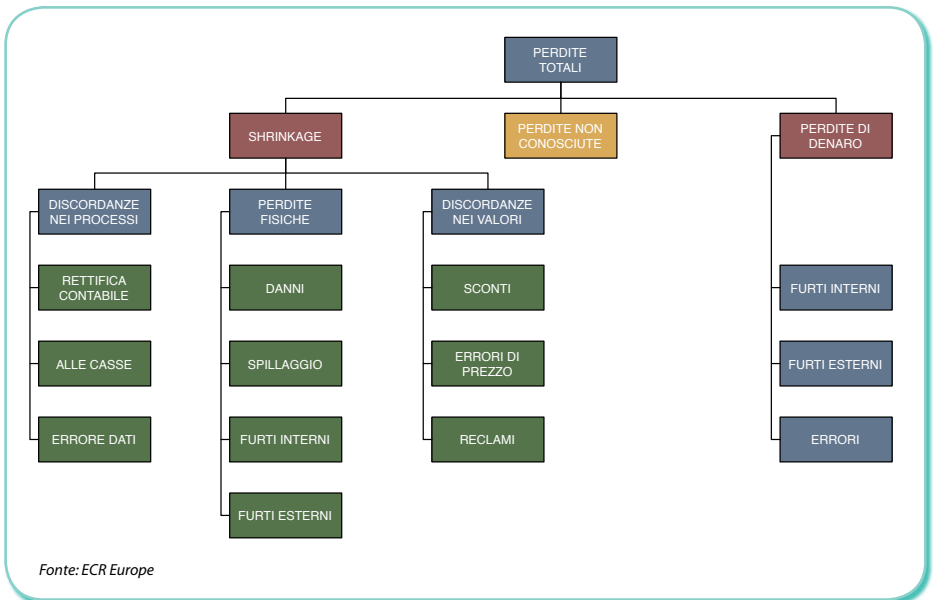 PERDITE
TOTALI
SHRINKAGE
PERDITE NON
CONOSCIUTE
PERDITE DI
DENARO
DISCORDANZE
NEI PROCESSI
PERDITE
FISICHE
DISCORDANZE
NEI VALORI
RETTIFICA
CONTABILE
DANNI
SCONTI
FURTI INTERNI
ALLE CASSE
SPILLAGGIO
ERRORI DI
PREZZO
FURTI ESTERNI
ERRORE DATI
FURTI INTERNI
RECLAMI
ERRORI
FURTI ESTERNI
Fonte: ECR Europe